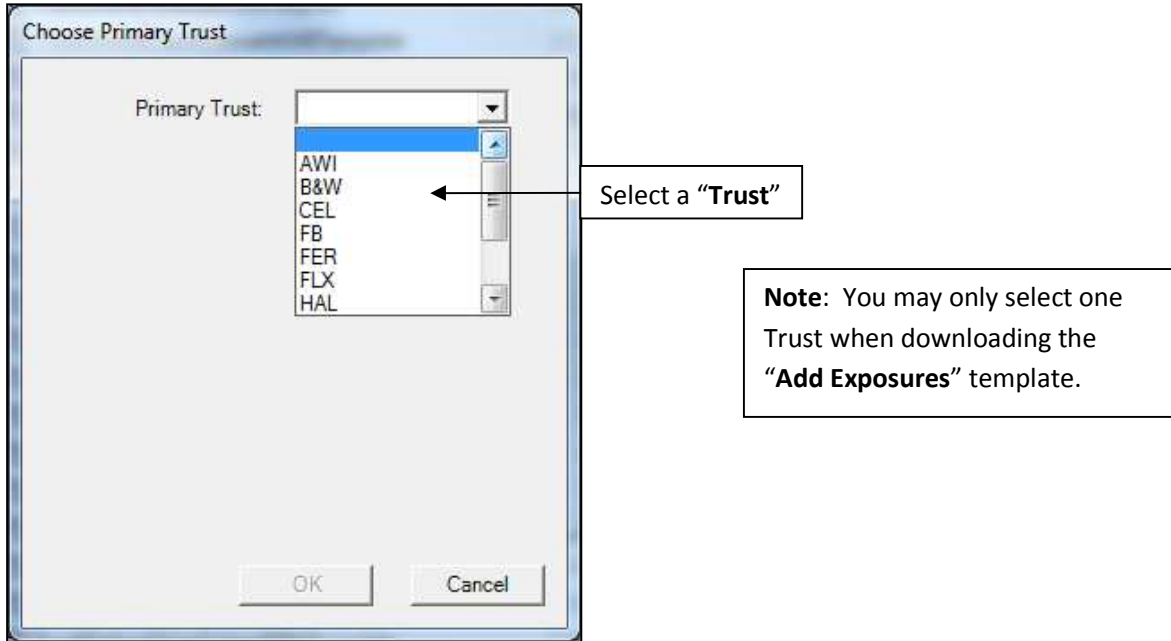 Choose Primary Trust
Primary Trust:
AWI
B&W
CEL
FB
FER
FLX
HAL
Select a “Trust”
Note: You may only select one
Trust when downloading the
“Add Exposures” template.
OK
Cancel